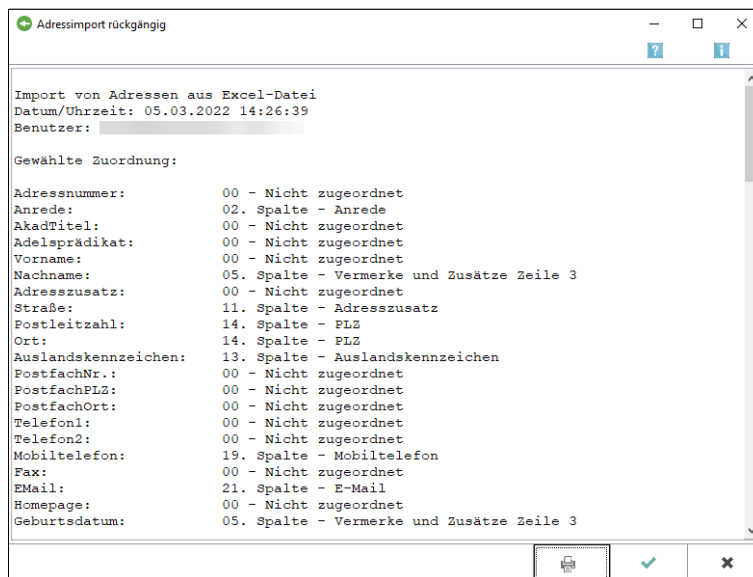 Adressimport rückgängig
?
i
Import von Adressen aus Excel-Datei
Datum/Uhrzeit: 05.03.2022 14:26:39
Benutzer:
Gewählte Zuordnung:
Adressnummer: 00 - Nicht zugeordnet
Anrede: 02. Spalte - Anrede
AkadTitel: 00 - Nicht zugeordnet
Adelsprädikat: 00 - Nicht zugeordnet
Vorname: 00 - Nicht zugeordnet
Nachname: 05. Spalte - Vermerke und Zusätze Zeile 3
Adresszusatz: 00 - Nicht zugeordnet
Straße: 11. Spalte - Adresszusatz
Postleitzahl: 14. Spalte - PLZ
Ort: 14. Spalte - PLZ
Auslandskennzeichen: 13. Spalte - Auslandskennzeichen
PostfachNr.: 00 - Nicht zugeordnet
PostfachPLZ: 00 - Nicht zugeordnet
PostfachOrt: 00 - Nicht zugeordnet
Telefon1: 00 - Nicht zugeordnet
Telefon2: 00 - Nicht zugeordnet
Mobiltelefon: 19. Spalte - Mobiltelefon
Fax: 00 - Nicht zugeordnet
EMail: 21. Spalte - E-Mail
Homepage: 00 - Nicht zugeordnet
Geburtsdatum: 05. Spalte - Vermerke und Zusätze Zeile 3